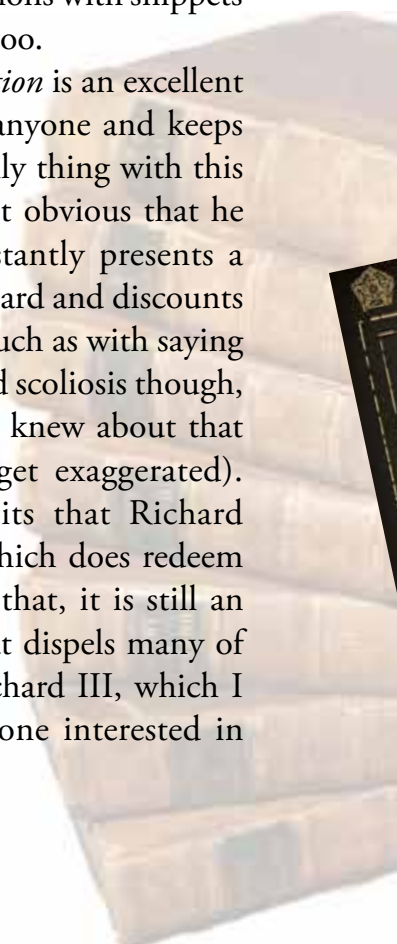 ions with snippets
oo.
ion is an excellent
anyone and keeps
ly thing with this
t obvious that he
stantly presents a
ard and discounts
uch as with saying
d scoliosis though,
knew about that
get exaggerated).
its that Richard
hich does redeem
that, it is still an
t dispels many of
chard III, which I
one interested in